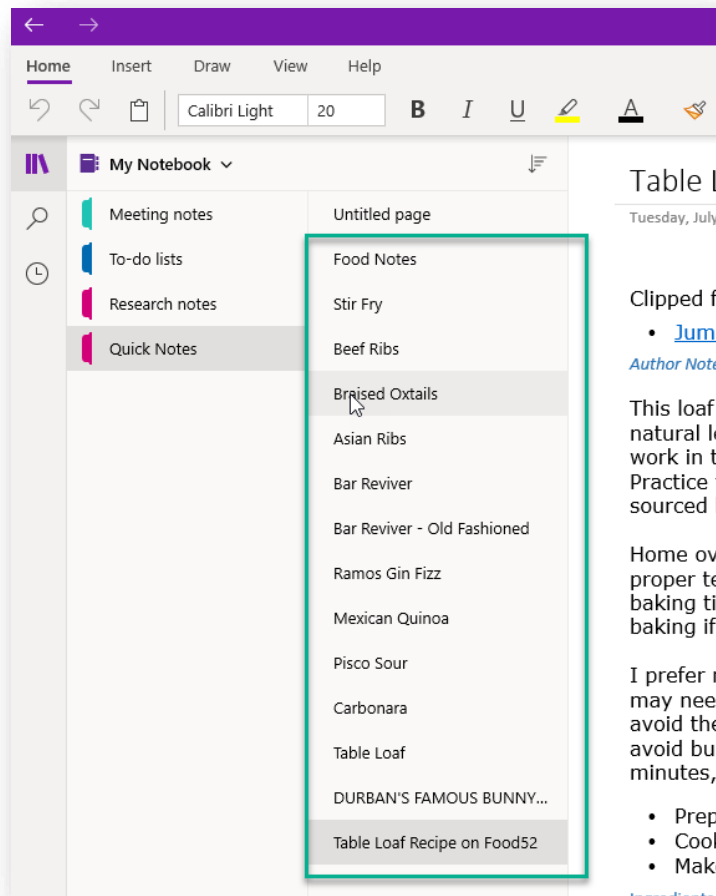 Home Insert Draw View Help
Calibri Light 20 B I U A
My Notebook
Meeting notes
To-do lists
Research notes
Quick Notes
Untitled page
Food Notes
Stir Fry
Beef Ribs
Braised Oxtails
Asian Ribs
Bar Reviver
Bar Reviver - Old Fashioned
Ramos Gin Fizz
Mexican Quinoa
Pisco Sour
Carbonara
Table Loaf
DURBAN'S FAMOUS BUNNY...
Table Loaf Recipe on Food52
Table L
Tuesday, July
Clipped f
• Jum
Author Note
This loaf
natural le
work in t
Practice
sourced
Home ov
proper te
baking ti
baking if
I prefer
may nee
avoid the
avoid bu
minutes,
• Prep
• Cook
• Make